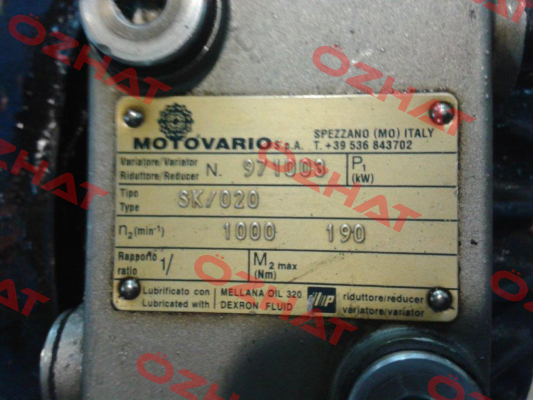 MOTOVARIO S.p.A. SPEZZANO (MO) ITALY
T. +39 536 843702
Variatore/Variator
Riduttore/Reducer N. 971003 P1 (kW)
Tipo
Type SK/020
n2(min-1) 1000 190
Rapporto
ratio 1/ M2 max (Nm)
Lubrificato con MELLANA OIL 320 riduttore/reducer
Lubricated with DEXRON FLUID variatore/variator
OZHAT
OZHAT
OZHAT
OZHAT
OZHAT
OZHAT